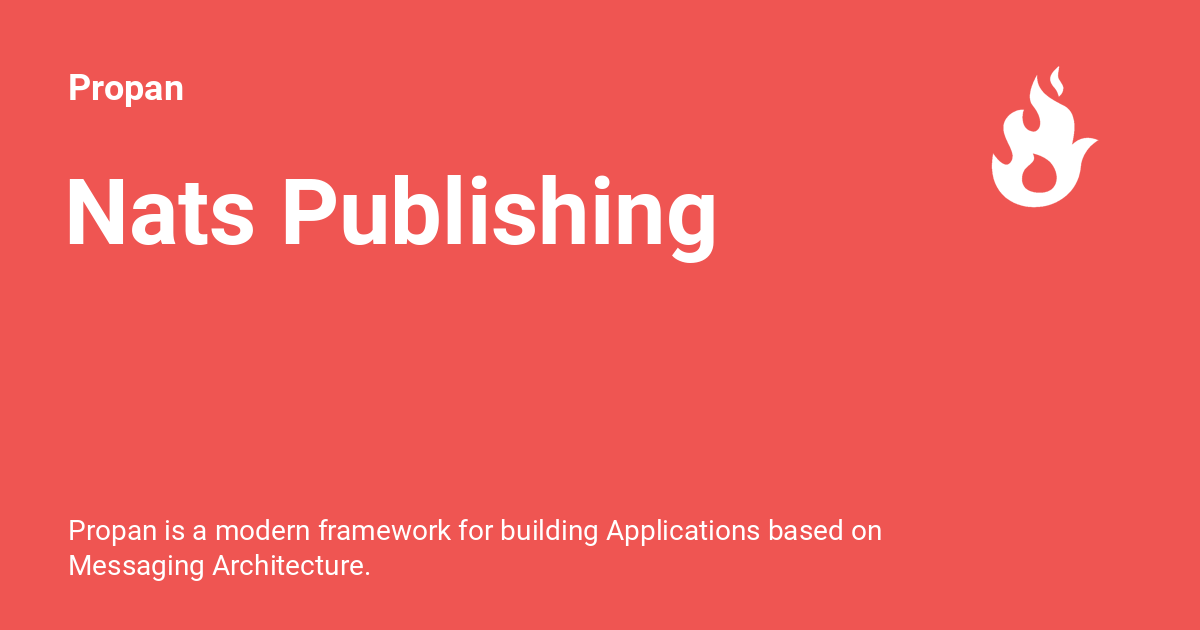 Propan
Nats Publishing
Propan is a modern framework for building Applications based on
Messaging Architecture.